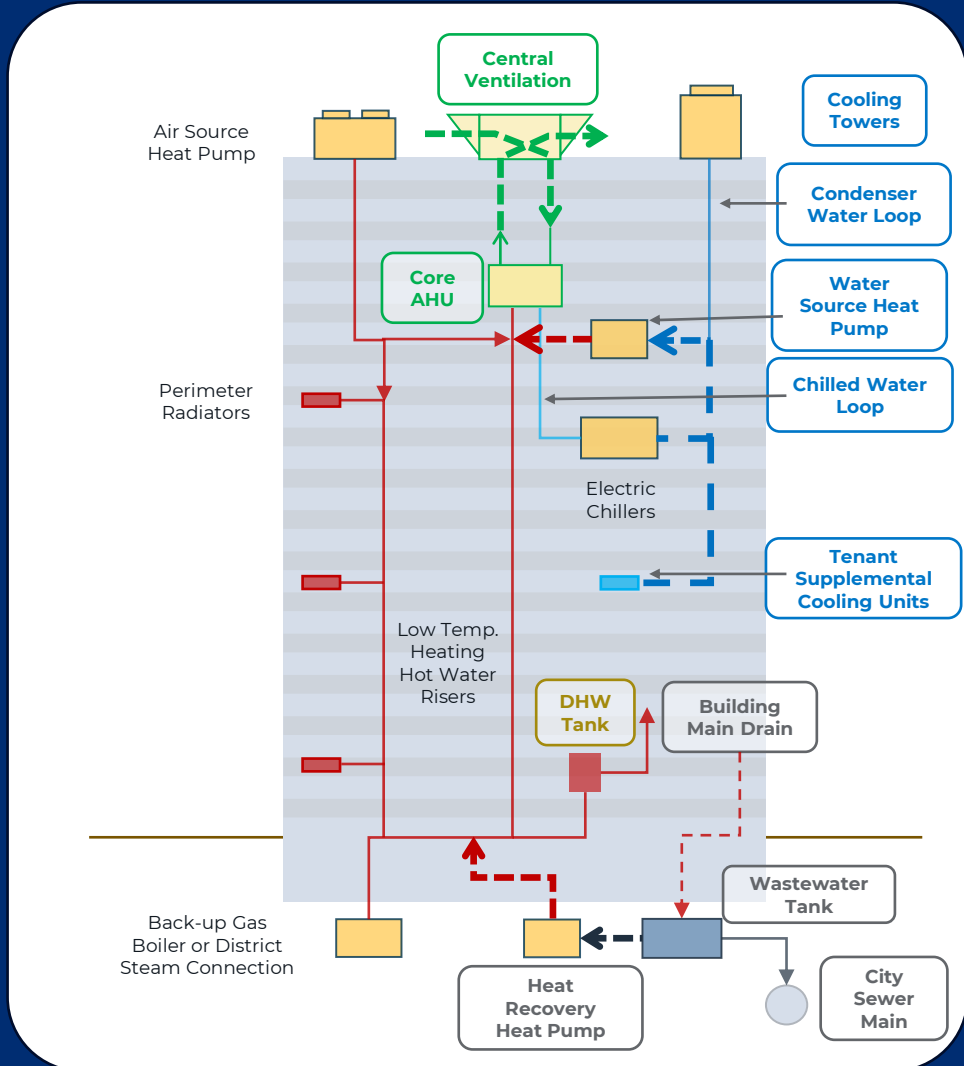 Central
Ventilation
Cooling
Towers
Air Source
Heat Pump
Condenser
Water Loop
Core
AHU
Water
Source Heat
Pump
Perimeter
Radiators
Chilled Water
Loop
Electric
Chillers
Tenant
Supplemental
Cooling Units
Low Temp.
Heating
Hot Water
Risers
DHW
Tank
Building
Main Drain
Wastewater
Tank
Back-up Gas
Boiler or District
Steam Connection
Heat
Recovery
Heat Pump
City
Sewer
Main